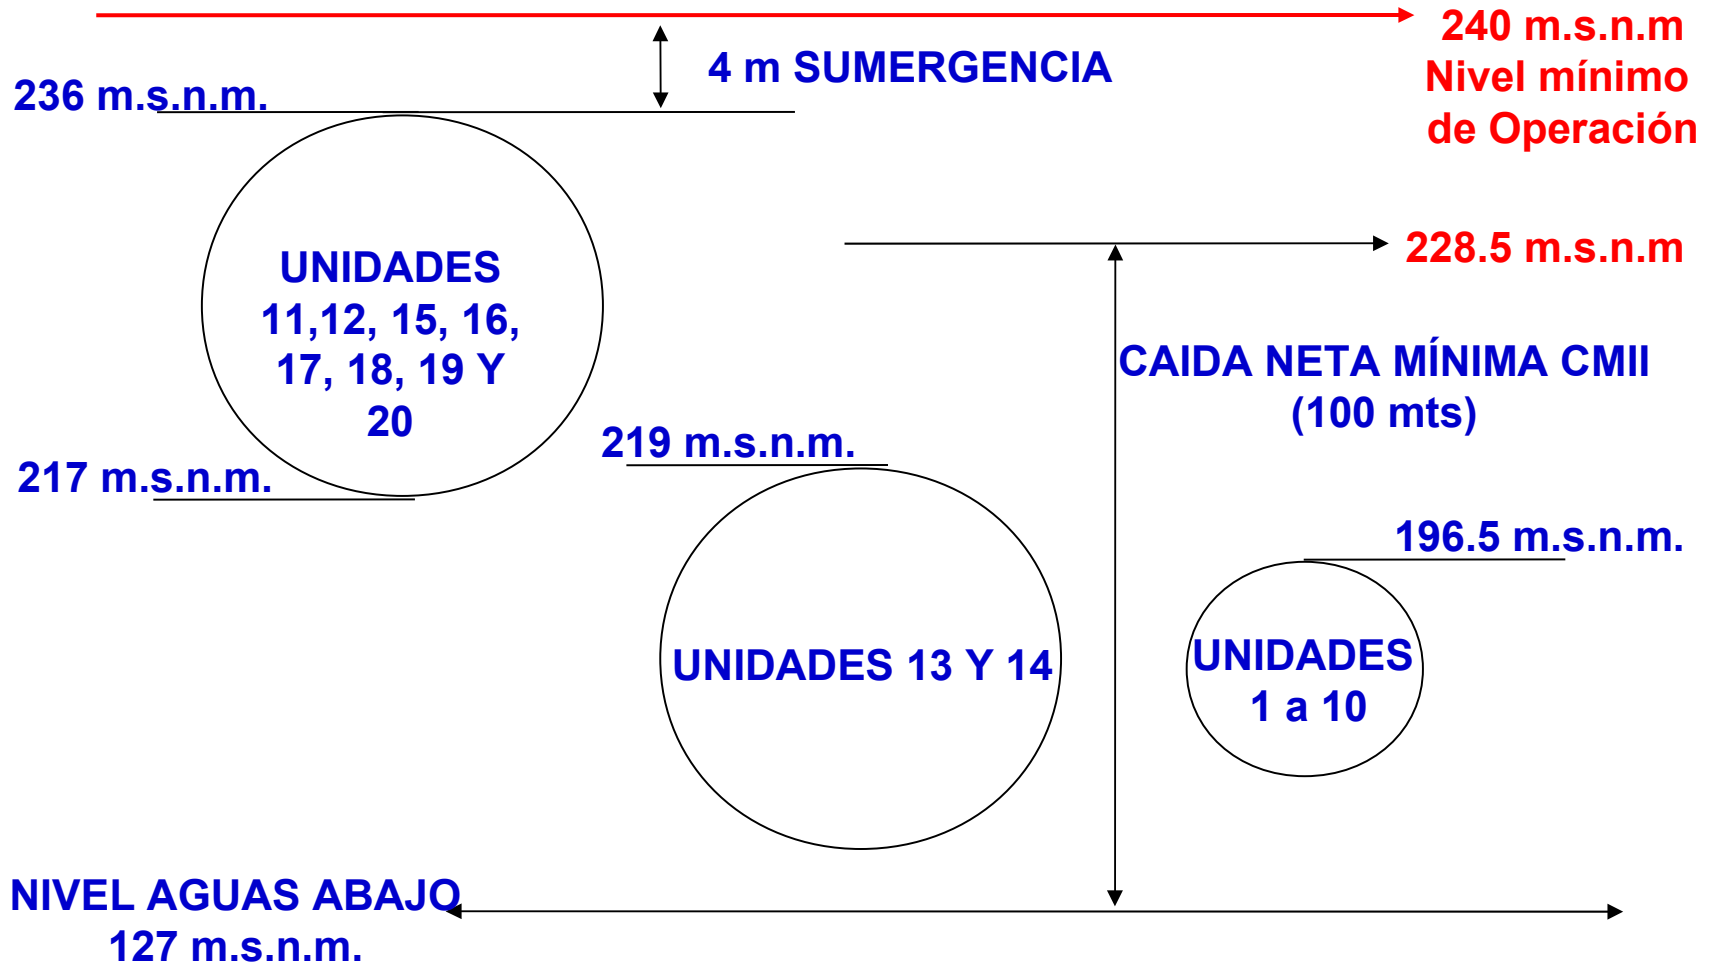 240 m.s.n.m
Nivel mínimo
de Operación
4 m SUMERGENCIA
236 m.s.n.m.
228.5 m.s.n.m
UNIDADES
11,12, 15, 16,
17, 18, 19 Y
20
CAIDA NETA MÍNIMA CMII
(100 mts)
219 m.s.n.m.
217 m.s.n.m.
196.5 m.s.n.m.
UNIDADES 13 Y 14
UNIDADES
1 a 10
NIVEL AGUAS ABAJO
127 m.s.n.m.